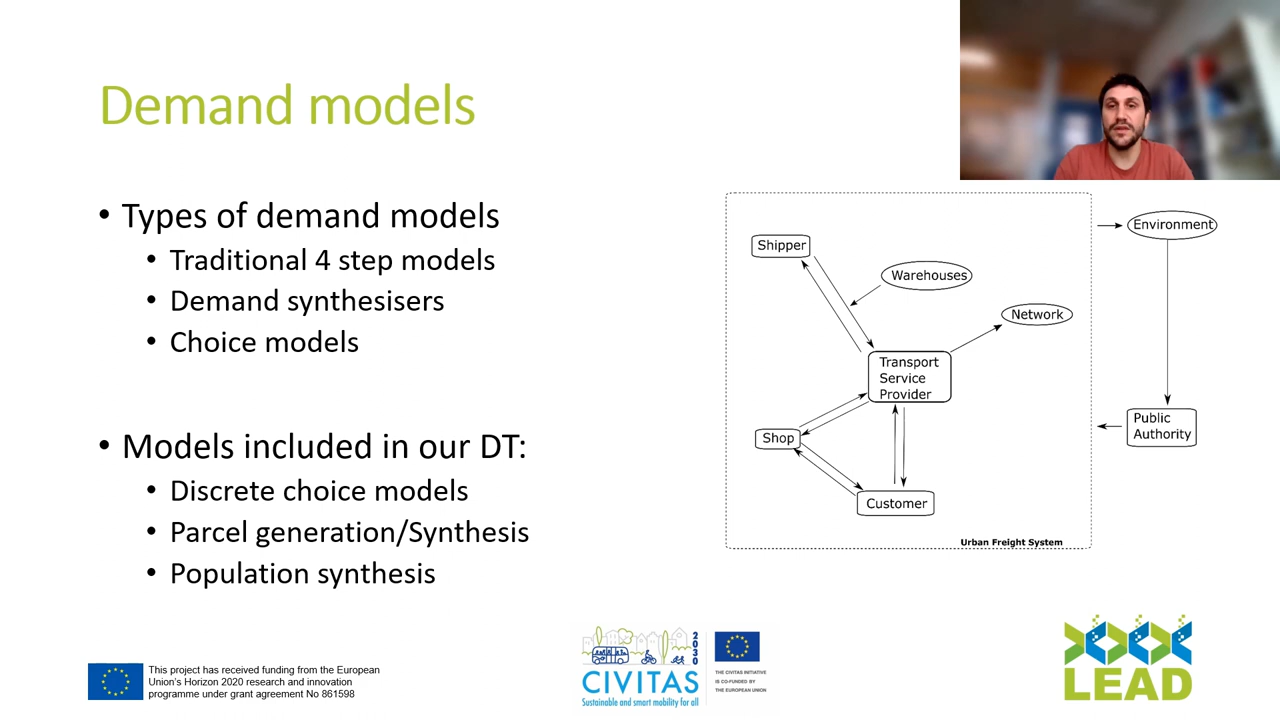 Demand models
• Types of demand models
• Traditional 4 step models
• Demand synthesisers
• Choice models
• Models included in our DT:
• Discrete choice models
• Parcel generation/Synthesis
• Population synthesis
Shipper
Warehouses
Network
Transport
Service
Provider
Shop
Customer
Urban Freight System
Environment
Public
Authority
This project has received funding from the European
Union's Horizon 2020 research and innovation
programme under grant agreement No 861598
2030
CIVITAS
Sustainable and smart mobility for all
THE CIVITAS INITIATIVE
IS CO-FUNDED BY
THE EUROPEAN UNION
LEAD